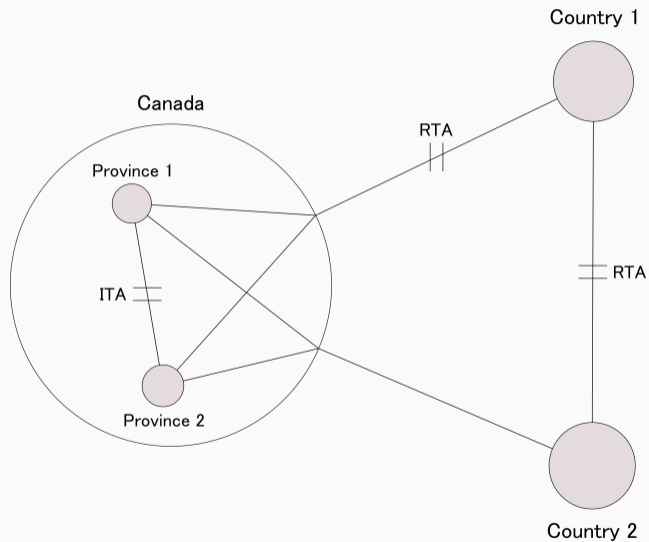 Country 1
Canada
RTA
Province 1
RTA
ITA
Province 2
Country 2